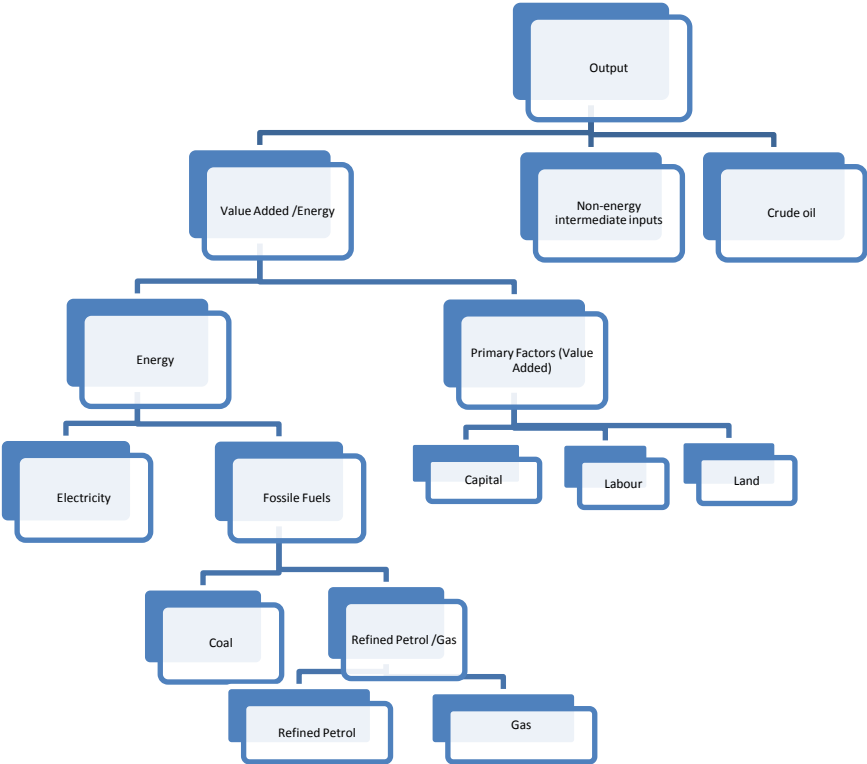 Output
Value Added /Energy
Non-energy
intermediate inputs
Crude oil
Energy
Primary Factors (Value
Added)
Electricity
Fossile Fuels
Capital
Labour
Land
Coal
Refined Petrol /Gas
Refined Petrol
Gas